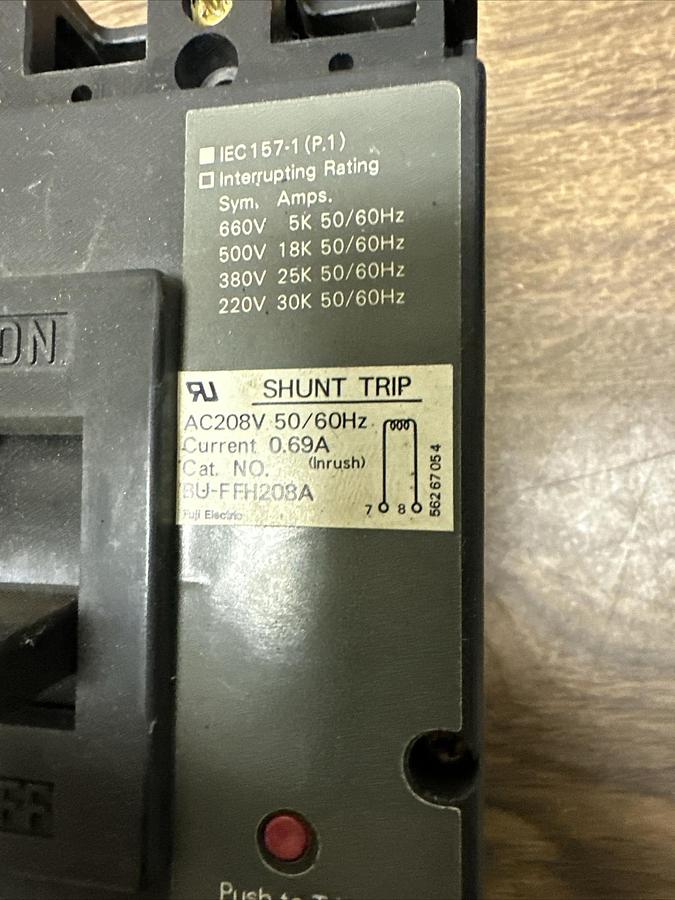 IEC157-1(P.1)
Interrupting Rating
Sym. Amps.
660V 5K 50/60Hz
500V 18K 50/60Hz
380V 25K 50/60Hz
220V 30K 50/60Hz
ON
SHUNT TRIP
AC208V 50/60Hz
Current 0.69A
(Inrush)
Cat. NO.
BU-FFH208A
Fuji Electric
7 8
56267054
Push to